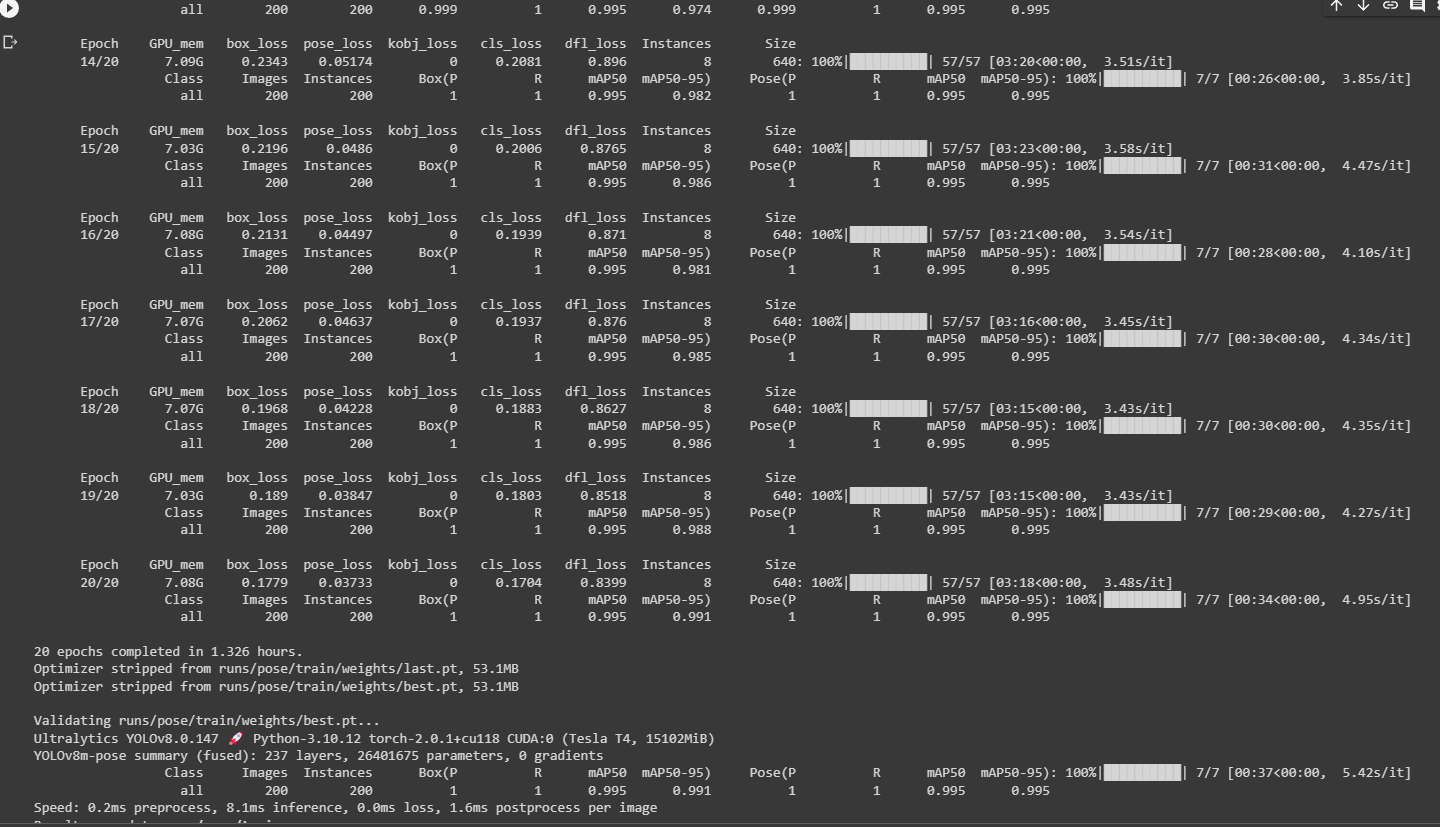 all 200 200 0.999 1 0.995 0.974 0.999 1 0.995 0.995
Epoch GPU_mem box_loss pose_loss kobj_loss cls_loss dfl_loss Instances Size
14/20 7.09G 0.2343 0.05174 0 0.2081 0.896 8 640: 100%|██████████| 57/57 [03:20<00:00, 3.51s/it]
Class Images Instances Box(P R mAP50 mAP50-95) Pose(P R mAP50 mAP50-95): 100%|██████████| 7/7 [00:26<00:00, 3.85s/it]
all 200 200 1 1 0.995 0.982 1 1 0.995 0.995
Epoch GPU_mem box_loss pose_loss kobj_loss cls_loss dfl_loss Instances Size
15/20 7.03G 0.2196 0.0486 0 0.2006 0.8765 8 640: 100%|██████████| 57/57 [03:23<00:00, 3.58s/it]
Class Images Instances Box(P R mAP50 mAP50-95) Pose(P R mAP50 mAP50-95): 100%|██████████| 7/7 [00:31<00:00, 4.47s/it]
all 200 200 1 1 0.995 0.986 1 1 0.995 0.995
Epoch GPU_mem box_loss pose_loss kobj_loss cls_loss dfl_loss Instances Size
16/20 7.08G 0.2131 0.04497 0 0.1939 0.871 8 640: 100%|██████████| 57/57 [03:21<00:00, 3.54s/it]
Class Images Instances Box(P R mAP50 mAP50-95) Pose(P R mAP50 mAP50-95): 100%|██████████| 7/7 [00:28<00:00, 4.10s/it]
all 200 200 1 1 0.995 0.981 1 1 0.995 0.995
Epoch GPU_mem box_loss pose_loss kobj_loss cls_loss dfl_loss Instances Size
17/20 7.07G 0.2062 0.04637 0 0.1937 0.876 8 640: 100%|██████████| 57/57 [03:16<00:00, 3.45s/it]
Class Images Instances Box(P R mAP50 mAP50-95) Pose(P R mAP50 mAP50-95): 100%|██████████| 7/7 [00:30<00:00, 4.34s/it]
all 200 200 1 1 0.995 0.985 1 1 0.995 0.995
Epoch GPU_mem box_loss pose_loss kobj_loss cls_loss dfl_loss Instances Size
18/20 7.07G 0.1968 0.04228 0 0.1883 0.8627 8 640: 100%|██████████| 57/57 [03:15<00:00, 3.43s/it]
Class Images Instances Box(P R mAP50 mAP50-95) Pose(P R mAP50 mAP50-95): 100%|██████████| 7/7 [00:30<00:00, 4.35s/it]
all 200 200 1 1 0.995 0.986 1 1 0.995 0.995
Epoch GPU_mem box_loss pose_loss kobj_loss cls_loss dfl_loss Instances Size
19/20 7.03G 0.189 0.03847 0 0.1803 0.8518 8 640: 100%|██████████| 57/57 [03:15<00:00, 3.43s/it]
Class Images Instances Box(P R mAP50 mAP50-95) Pose(P R mAP50 mAP50-95): 100%|██████████| 7/7 [00:29<00:00, 4.27s/it]
all 200 200 1 1 0.995 0.988 1 1 0.995 0.995
Epoch GPU_mem box_loss pose_loss kobj_loss cls_loss dfl_loss Instances Size
20/20 7.08G 0.1779 0.03733 0 0.1704 0.8399 8 640: 100%|██████████| 57/57 [03:18<00:00, 3.48s/it]
Class Images Instances Box(P R mAP50 mAP50-95) Pose(P R mAP50 mAP50-95): 100%|██████████| 7/7 [00:34<00:00, 4.95s/it]
all 200 200 1 1 0.995 0.991 1 1 0.995 0.995
20 epochs completed in 1.326 hours.
Optimizer stripped from runs/pose/train/weights/last.pt, 53.1MB
Optimizer stripped from runs/pose/train/weights/best.pt, 53.1MB
Validating runs/pose/train/weights/best.pt...
Ultralytics YOLOv8.0.147 🚀 Python-3.10.12 torch-2.0.1+cu118 CUDA:0 (Tesla T4, 15102MiB)
YOLOv8m-pose summary (fused): 237 layers, 26401675 parameters, 0 gradients
Class Images Instances Box(P R mAP50 mAP50-95) Pose(P R mAP50 mAP50-95): 100%|██████████| 7/7 [00:37<00:00, 5.42s/it]
all 200 200 1 1 0.995 0.991 1 1 0.995 0.995
Speed: 0.2ms preprocess, 8.1ms inference, 0.0ms loss, 1.6ms postprocess per image